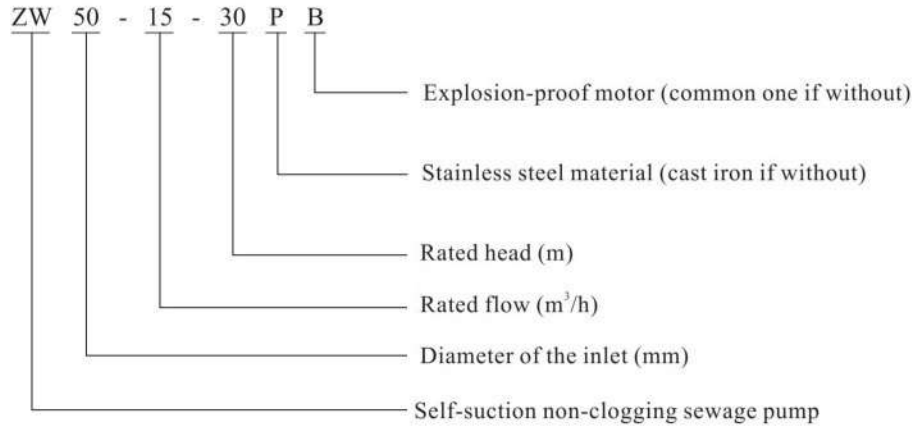 ZW 50 - 15 - 30 P B
Explosion-proof motor (common one if without)
Stainless steel material (cast iron if without)
Rated head (m)
Rated flow (m³/h)
Diameter of the inlet (mm)
Self-suction non-clogging sewage pump